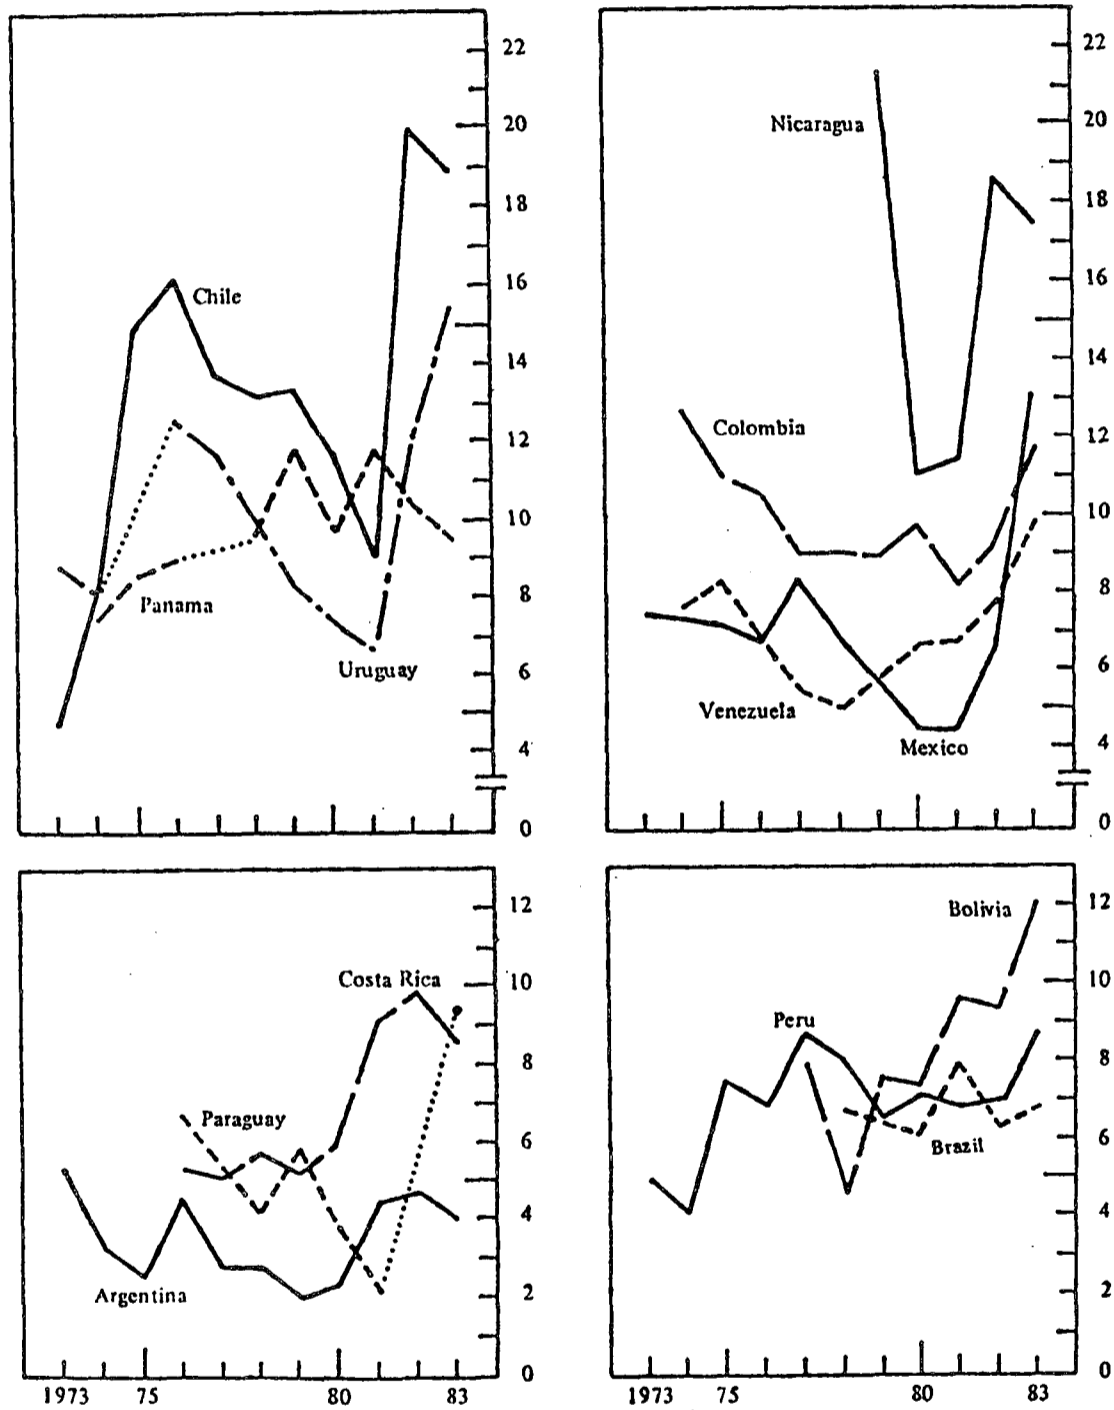 22
20
18
16
14
12
10
8
6
4
0
Chile
Panama
Uruguay
22
20
18
16
14
12
10
8
6
4
0
Nicaragua
Colombia
Venezuela
Mexico
12
10
8
6
4
2
0
Costa Rica
Paraguay
Argentina
1973 75 80 83
12
10
8
6
4
2
0
Bolivia
Peru
Brazil
1973 75 80 83